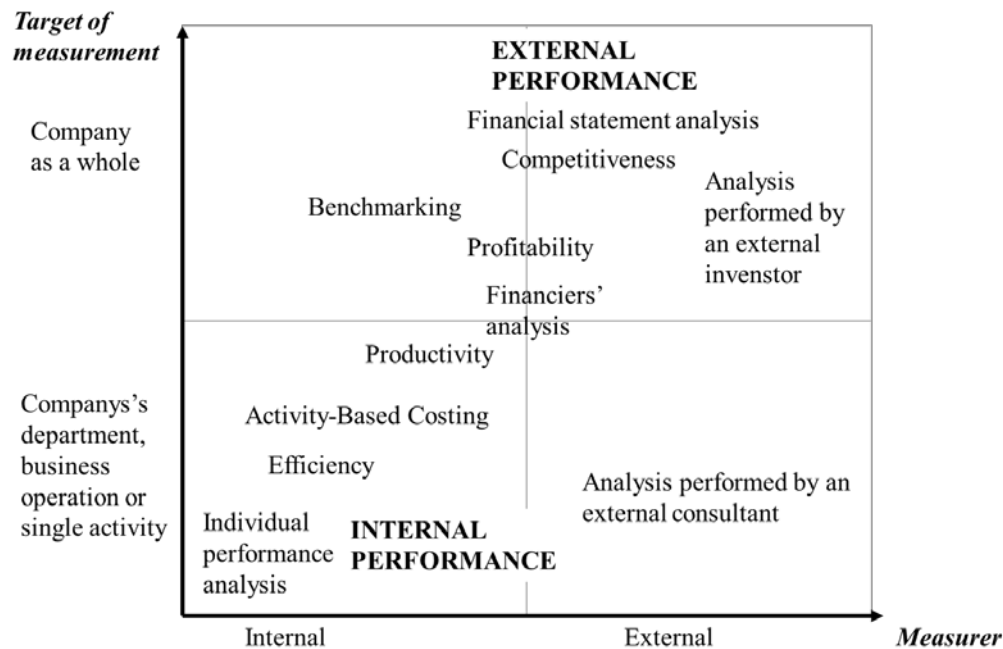 Target of
measurement
EXTERNAL
PERFORMANCE
Financial statement analysis
Company
as a whole
Competitiveness
Analysis
performed by
an external
invenstor
Benchmarking
Profitability
Financiers'
analysis
Productivity
Companys's
department,
business
operation or
single activity
Activity-Based Costing
Efficiency
Analysis performed by an
external consultant
Individual
performance
analysis
INTERNAL
PERFORMANCE
Internal
External
Measurer